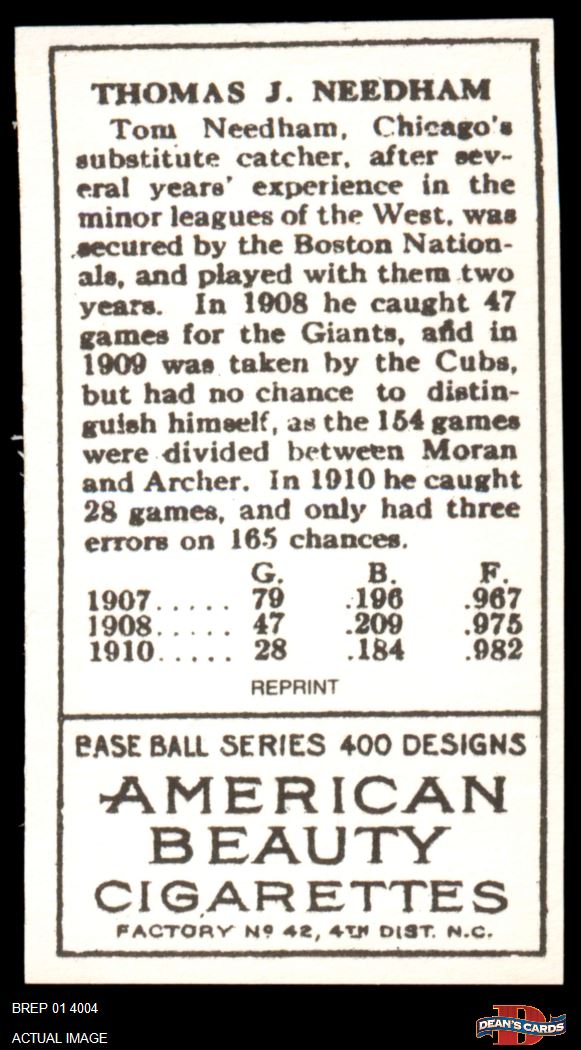 THOMAS J. NEEDHAM
Tom Needham, Chicago's
substitute catcher, after sev-
eral years' experience in the
minor leagues of the West, was
secured by the Boston Nation-
als, and played with them two
years. In 1908 he caught 47
games for the Giants, and in
1909 was taken by the Cubs,
but had no chance to distin-
guish himself, as the 154 games
were divided between Moran
and Archer. In 1910 he caught
28 games, and only had three
errors on 165 chances.
G. B. F.
1907..... 79 .196 .967
1908..... 47 .209 .975
1910..... 28 .184 .982
REPRINT
BASE BALL SERIES 400 DESIGNS
AMERICAN
BEAUTY
CIGARETTES
FACTORY Nº 42, 4TH DIST. N.C.
BREP 01 4004
ACTUAL IMAGE
D
DEAN'S CARDS